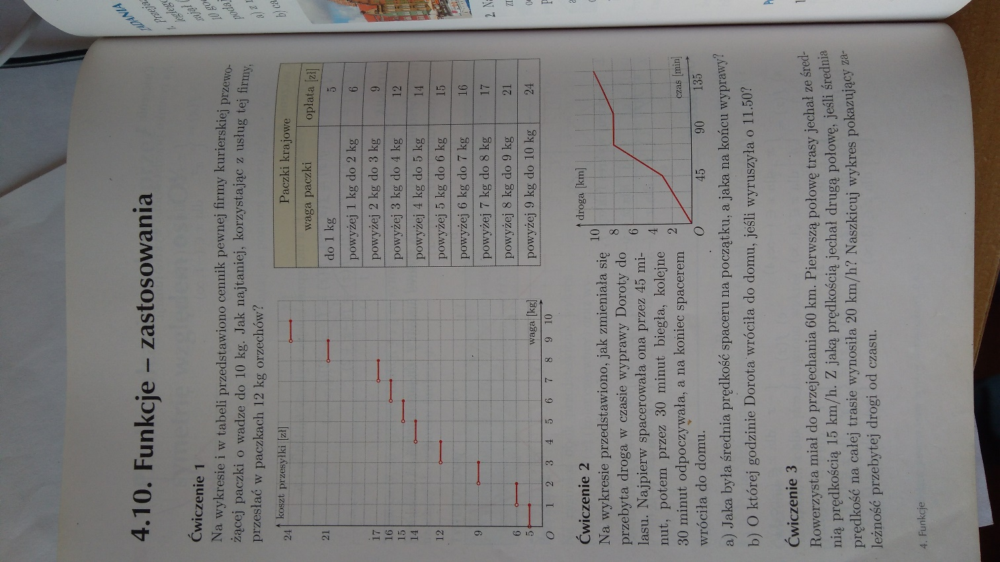 4.10. Funkcje – zastosowania
Ćwiczenie 1
Na wykresie i w tabeli przedstawiono cennik pewnej firmy kurierskiej przewo-
żącej paczki o wadze do 10 kg. Jak najtaniej, korzystając z usług tej firmy,
przesłać w paczkach 12 kg orzechów?
koszt przesyłki [zł]
24
21
17
16
15
14
12
9
6
5
O 1 2 3 4 5 6 7 8 9 10
waga [kg]
Paczki krajowe
waga paczki opłata [zł]
do 1 kg 5
powyżej 1 kg do 2 kg 6
powyżej 2 kg do 3 kg 9
powyżej 3 kg do 4 kg 12
powyżej 4 kg do 5 kg 14
powyżej 5 kg do 6 kg 15
powyżej 6 kg do 7 kg 16
powyżej 7 kg do 8 kg 17
powyżej 8 kg do 9 kg 21
powyżej 9 kg do 10 kg 24
Ćwiczenie 2
Na wykresie przedstawiono, jak zmieniała się
przebyta droga w czasie wyprawy Doroty do
lasu. Najpierw spacerowała ona przez 45 mi-
nut, potem przez 30 minut biegła, kolejne
30 minut odpoczywała, a na koniec spacerem
wróciła do domu.
droga [km]
10
8
6
4
2
O 45 90 135
czas [min]
a) Jaka była średnia prędkość spaceru na początku, a jaka na końcu wyprawy?
b) O której godzinie Dorota wróciła do domu, jeśli wyruszyła o 11.50?
Ćwiczenie 3
Rowerzysta miał do przejechania 60 km. Pierwszą połowę trasy jechał ze śred-
nią prędkością 15 km/h. Z jaką prędkością jechał drugą połowę, jeśli średnia
prędkość na całej trasie wynosiła 20 km/h? Naszkicuj wykres pokazujący za-
leżność przebytej drogi od czasu.
4. Funkcje
ZADANIA